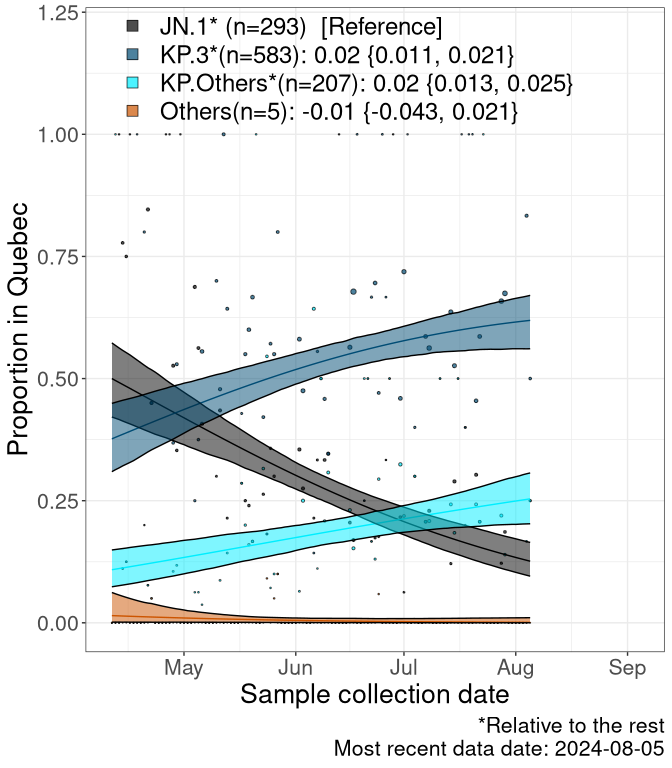 JN.1* (n=293)  [Reference]
KP.3*(n=583): 0.02 {0.011, 0.021}
KP.Others*(n=207): 0.02 {0.013, 0.025}
Others(n=5): -0.01 {-0.043, 0.021}
Proportion in Quebec
1.25
1.00
0.75
0.50
0.25
0.00
May Jun Jul Aug Sep
Sample collection date
*Relative to the rest
Most recent data date: 2024-08-05